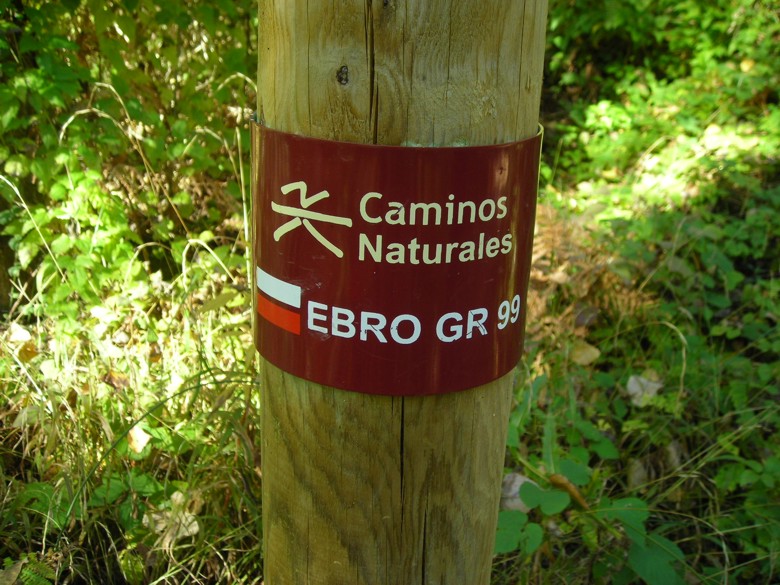 Caminos
Naturales
EBRO GR 99